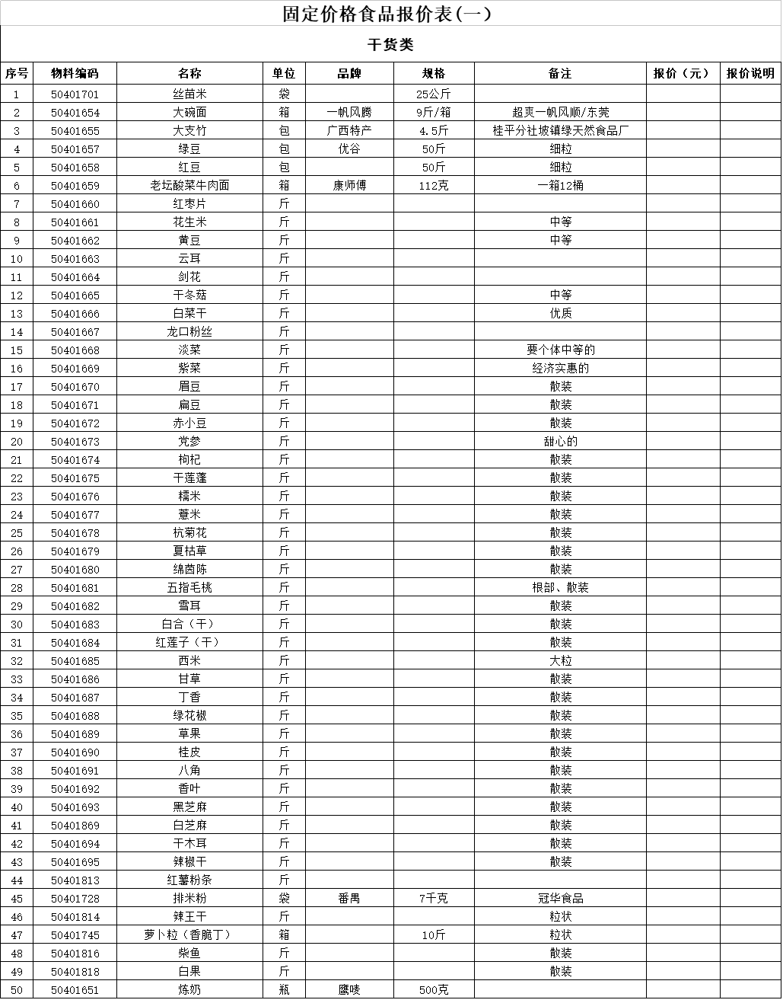 固定价格食品报价表(一)
干货类
序号 物料编码 名称 单位 品牌 规格 备注 报价（元） 报价说明
1 50401701 丝苗米 袋 25公斤
2 50401654 大碗面 箱 一帆风腾 9斤/箱 超爽一帆风顺/东莞
3 50401655 大支竹 包 广西特产 4.5斤 桂平分社坡镇绿天然食品厂
4 50401657 绿豆 包 优谷 50斤 细粒
5 50401658 红豆 包 50斤 细粒
6 50401659 老坛酸菜牛肉面 箱 康师傅 112克 一箱12桶
7 50401660 红枣片 斤
8 50401661 花生米 斤 中等
9 50401662 黄豆 斤 中等
10 50401663 云耳 斤
11 50401664 剑花 斤
12 50401665 干冬菇 斤 中等
13 50401666 白菜干 斤 优质
14 50401667 龙口粉丝 斤
15 50401668 淡菜 斤 要个体中等的
16 50401669 紫菜 斤 经济实惠的
17 50401670 眉豆 斤 散装
18 50401671 扁豆 斤 散装
19 50401672 赤小豆 斤 散装
20 50401673 党参 斤 甜心的
21 50401674 枸杞 斤 散装
22 50401675 干莲蓬 斤 散装
23 50401676 糯米 斤 散装
24 50401677 薏米 斤 散装
25 50401678 杭菊花 斤 散装
26 50401679 夏枯草 斤 散装
27 50401680 绵茵陈 斤 散装
28 50401681 五指毛桃 斤 根部、散装
29 50401682 雪耳 斤 散装
30 50401683 白合（干） 斤 散装
31 50401684 红莲子（干） 斤 散装
32 50401685 西米 斤 大粒
33 50401686 甘草 斤 散装
34 50401687 丁香 斤 散装
35 50401688 绿花椒 斤 散装
36 50401689 草果 斤 散装
37 50401690 桂皮 斤 散装
38 50401691 八角 斤 散装
39 50401692 香叶 斤 散装
40 50401693 黑芝麻 斤 散装
41 50401869 白芝麻 斤 散装
42 50401694 干木耳 斤 散装
43 50401695 辣椒干 斤 散装
44 50401813 红薯粉条 斤
45 50401728 排米粉 袋 番禺 7千克 冠华食品
46 50401814 辣王干 斤 粒状
47 50401745 萝卜粒（香脆丁） 箱 10斤 粒状
48 50401816 柴鱼 斤 散装
49 50401818 白果 斤 散装
50 50401651 炼奶 瓶 鹰唛 500克